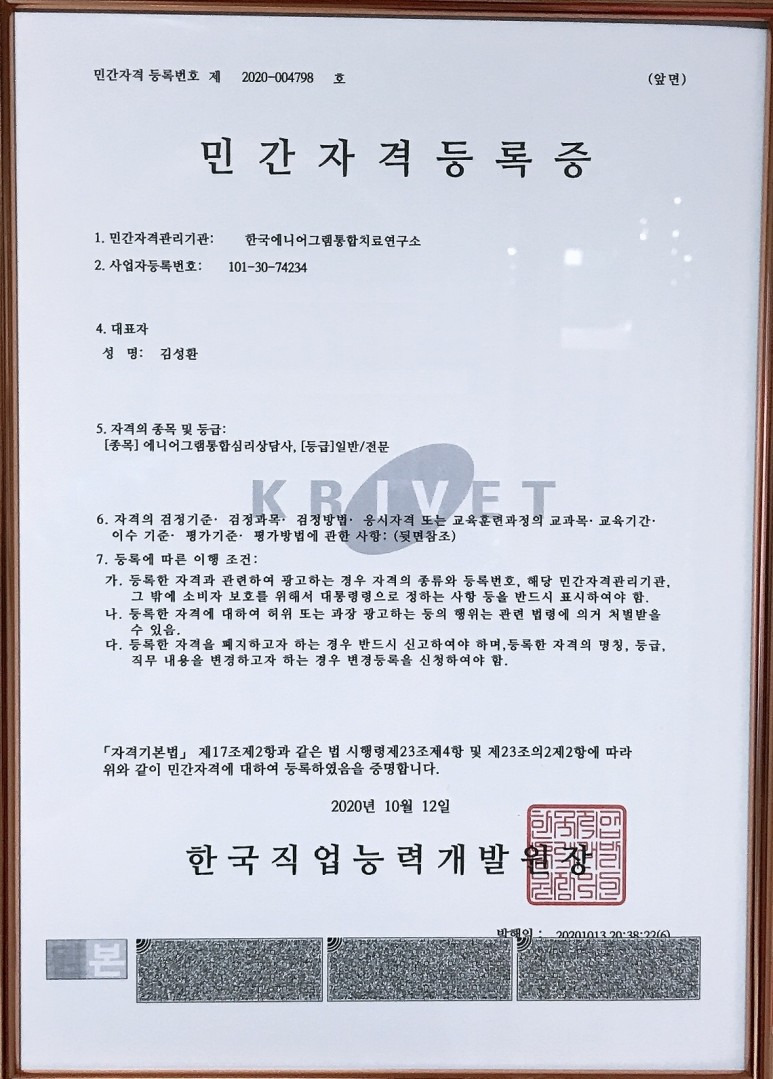 민간자격 등록번호 제 2020-004798 호 (앞면)
민간자격등록증
1. 민간자격관리기관: 한국에니어그램통합치료연구소
2. 사업자등록번호: 101-30-74234
4. 대표자
성 명: 김성환
5. 자격의 종목 및 등급:
[종목] 에니어그램통합심리상담사, [등급]일반/전문
KRIVET
6. 자격의 검정기준· 검정과목· 검정방법· 응시자격 또는 교육훈련과정의 교과목· 교육기간·
이수 기준· 평가기준· 평가방법에 관한 사항: (뒷면참조)
7. 등록에 따른 이행 조건:
가. 등록한 자격과 관련하여 광고하는 경우 자격의 종류와 등록번호, 해당 민간자격관리기관,
그 밖에 소비자 보호를 위해서 대통령령으로 정하는 사항 등을 반드시 표시하여야 함.
나. 등록한 자격에 대하여 허위 또는 과장 광고하는 등의 행위는 관련 법령에 의거 처벌받을
수 있음.
다. 등록한 자격을 폐지하고자 하는 경우 반드시 신고하여야 하며,등록한 자격의 명칭, 등급,
직무 내용을 변경하고자 하는 경우 변경등록을 신청하여야 함.
「자격기본법」 제17조제2항과 같은 법 시행령제23조제4항 및 제23조의2제2항에 따라
위와 같이 민간자격에 대하여 등록하였음을 증명합니다.
2020년 10월 12일
한국직업능력개발원장
발행일 : 20201013 20:38:22(6)
본